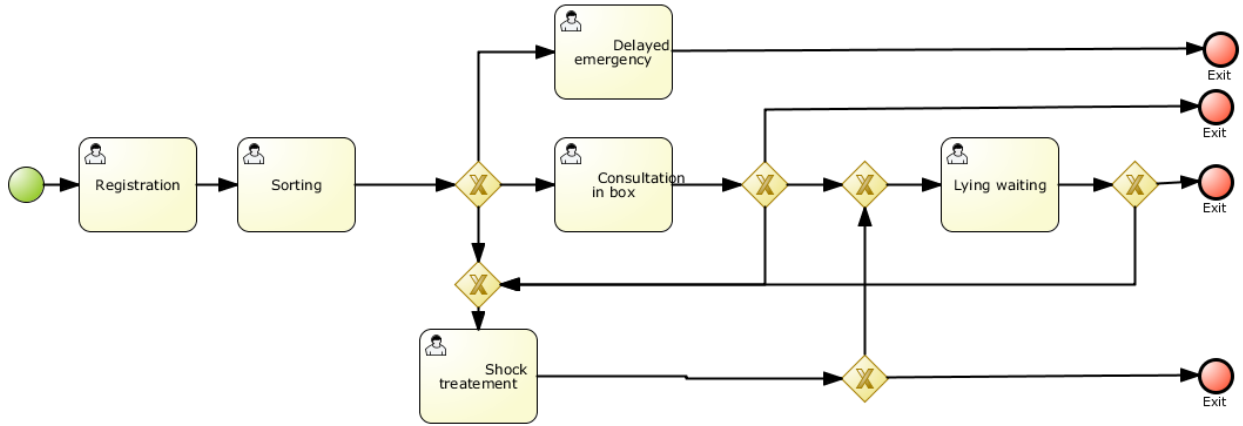 Delayed
emergency
Exit
Exit
Registration
Sorting
Consultation
in box
Lying waiting
Exit
Shock
treatement
Exit